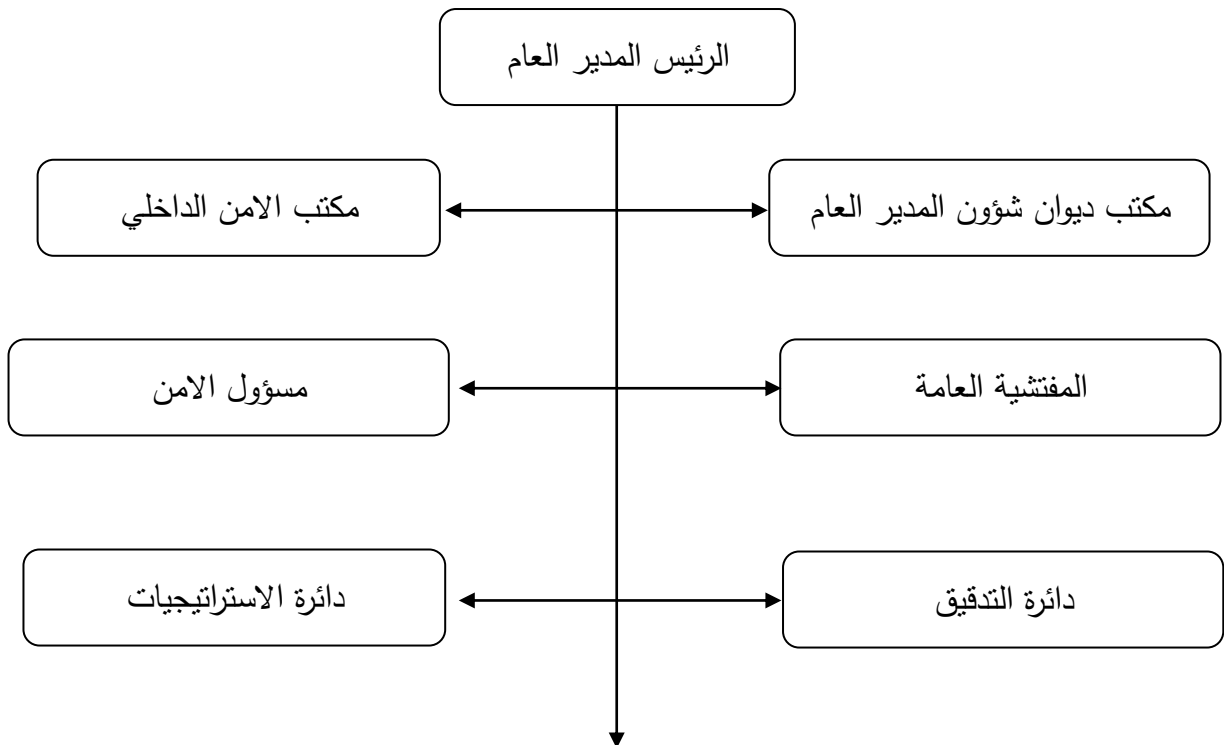 الرئيس المدير العام
مكتب ديوان شؤون المدير العام
مكتب الامن الداخلي
المفتشية العامة
مسؤول الامن
دائرة التدقيق
دائرة الاستراتيجيات